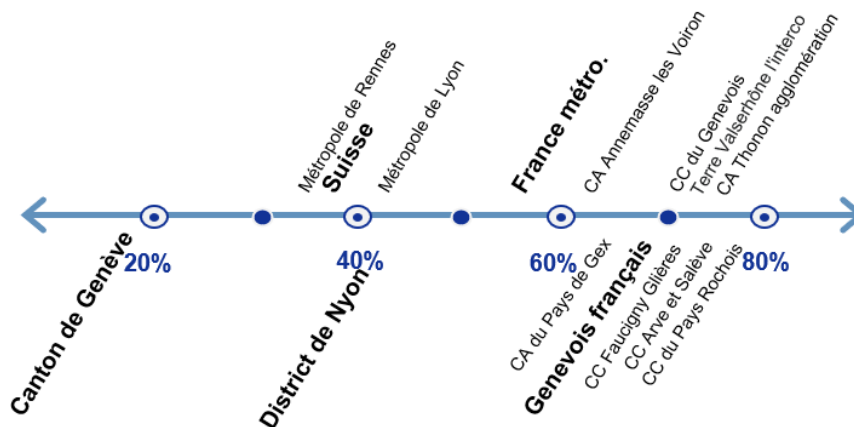 Métropole de Rennes
Suisse
Métropole de Lyon
France métro.
CA Annemasse les Voiron
CC du Genevois
Terre Valserhône l'interco
CA Thonon agglomération
20%
40%
60%
80%
Canton de Genève
District de Nyon
CA du Pays de Gex
Genevois français
CC Faucigny Glières
CC Arve et Salève
CC du Pays Rochois